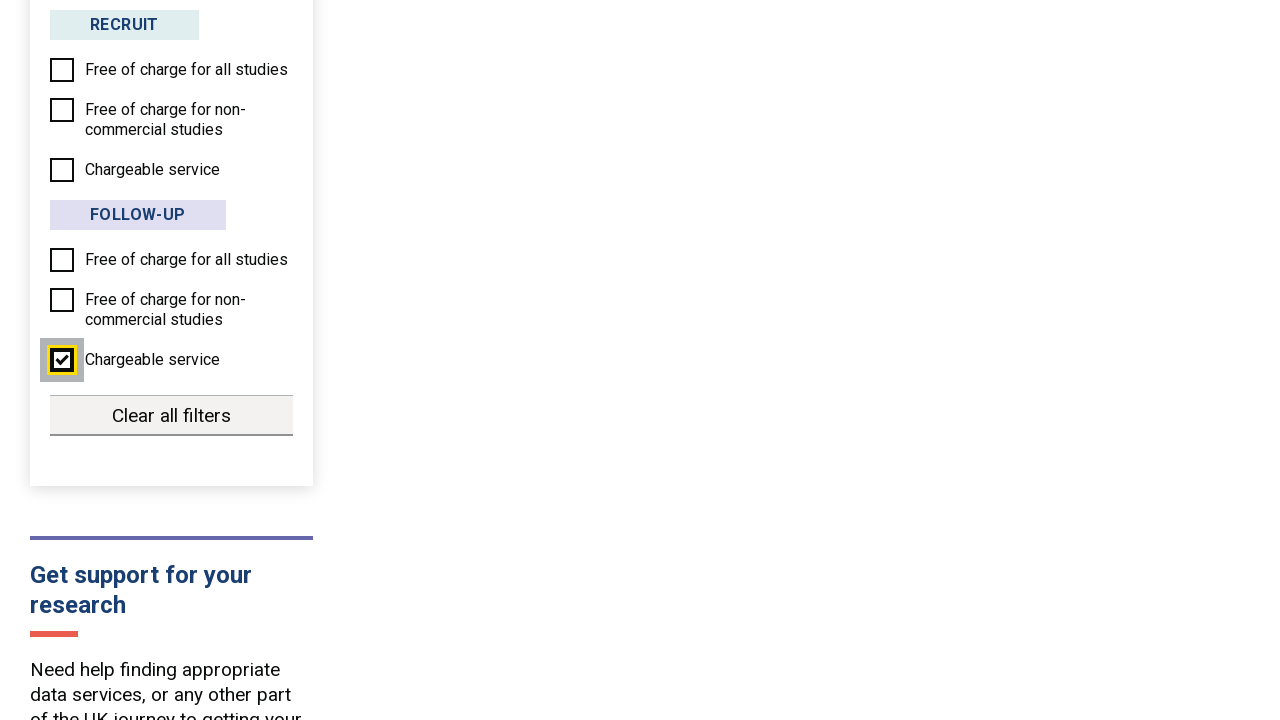 RECRUIT
Free of charge for all studies
Free of charge for non-
commercial studies
Chargeable service
FOLLOW-UP
Free of charge for all studies
Free of charge for non-
commercial studies
Chargeable service
Clear all filters
Get support for your
research
Need help finding appropriate
data services, or any other part
of the UK journey to getting your